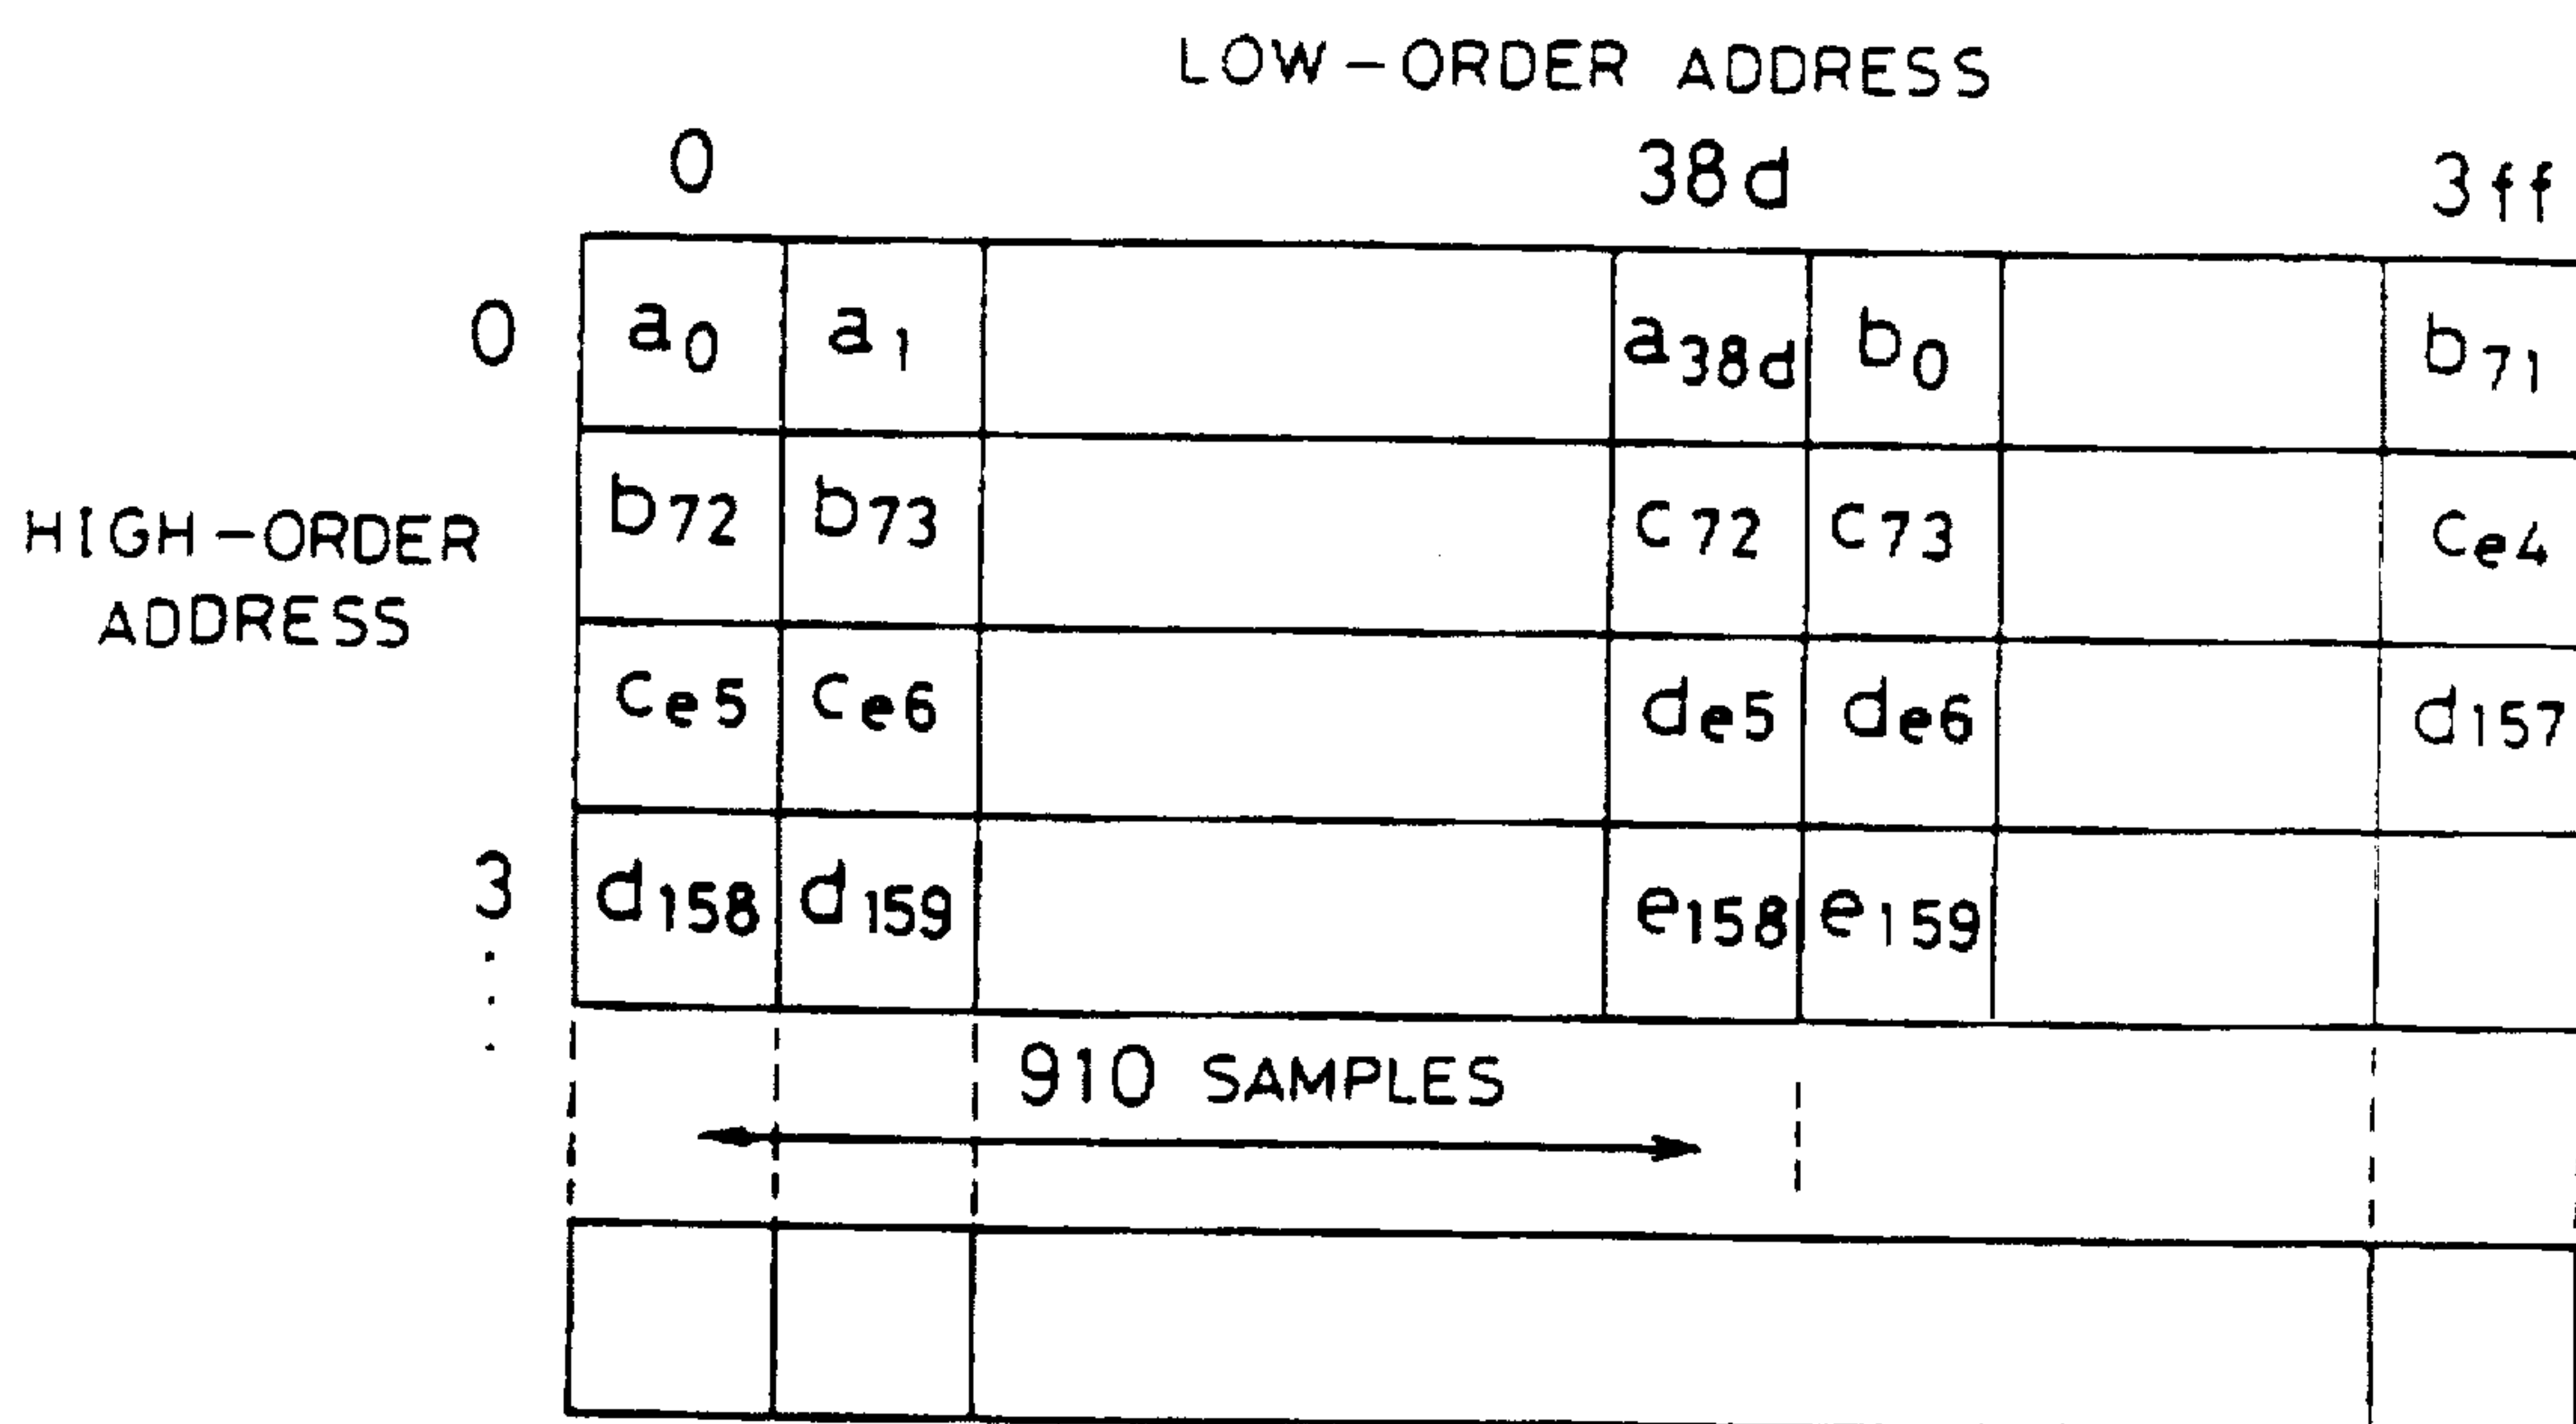 LOW-ORDER ADDRESS
0 38d 3ff
0 a0 a1 a38d b0 b71
HIGH-ORDER
ADDRESS
b72 b73 c72 c73 ce4
ce5 ce6 de5 de6 d157
3 d158 d159 e158 e159
910 SAMPLES